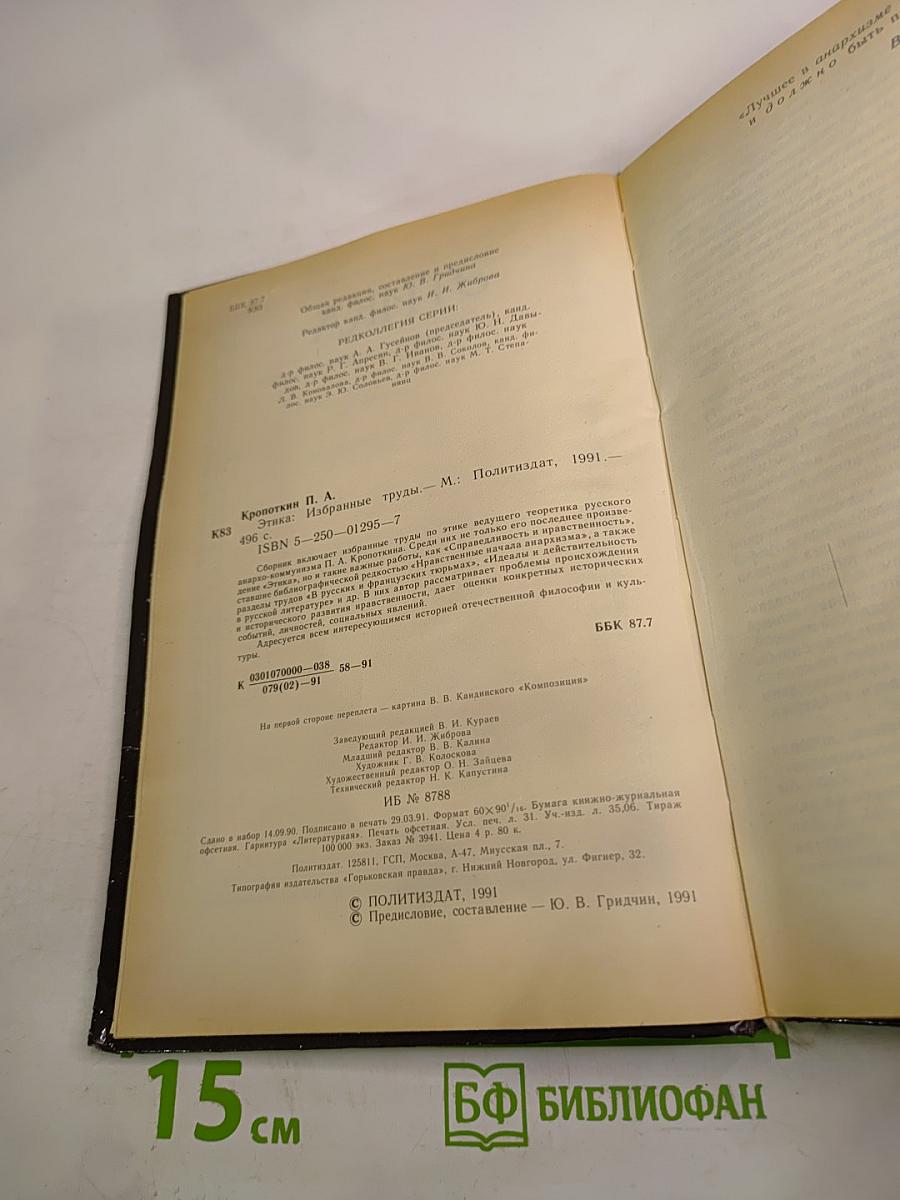 ББК 87.7
К83
Общая редакция, составление и предисловие
канд. филос. наук Ю. В. Гридчина
Редактор канд. филос. наук И. И. Жиброва
РЕДКОЛЛЕГИЯ СЕРИИ:
д-р филос. наук А. А. Гусейнов (председатель), канд.
филос. наук Р. Г. Апресян, д-р филос. наук Ю. Н. Давы-
дов, д-р филос. наук В. Г. Иванов, д-р филос. наук
Л. В. Коновалова, д-р филос. наук В. В. Соколов, канд. фи-
лос. наук Э. Ю. Соловьев, д-р филос. наук М. Т. Степа-
нянц
Кропоткин П. А.
К83 Этика: Избранные труды.— М.: Политиздат, 1991.—
496 с.
ISBN 5—250—01295—7
Сборник включает избранные труды по этике ведущего теоретика русского
анархо-коммунизма П. А. Кропоткина. Среди них не только его последнее произве-
дение «Этика», но и такие важные работы, как «Справедливость и нравственность»,
ставшие библиографической редкостью «Нравственные начала анархизма», а также
разделы трудов «В русских и французских тюрьмах», «Идеалы и действительность
в русской литературе» и др. В них автор рассматривает проблемы происхождения
и исторического развития нравственности, дает оценки конкретных исторических
событий, личностей, социальных явлений.
Адресуется всем интересующимся историей отечественной философии и куль-
туры.
К 0301070000—038 58—91
079(02)—91
ББК 87.7
На первой стороне переплета — картина В. В. Кандинского «Композиция»
Заведующий редакцией В. И. Кураев
Редактор И. И. Жиброва
Младший редактор В. В. Калина
Художник Г. В. Колоскова
Художественный редактор О. Н. Зайцева
Технический редактор Н. К. Капустина
ИБ № 8788
Сдано в набор 14.09.90. Подписано в печать 29.03.91. Формат 60×90¹/₁₆. Бумага книжно-журнальная
офсетная. Гарнитура «Литературная». Печать офсетная. Усл. печ. л. 31. Уч.-изд. л. 35,06. Тираж
100 000 экз. Заказ № 3941. Цена 4 р. 80 к.
Политиздат. 125811, ГСП, Москва, А-47, Миусская пл., 7.
Типография издательства «Горьковская правда», г. Нижний Новгород, ул. Фигнер, 32.
© ПОЛИТИЗДАТ, 1991
© Предисловие, составление — Ю. В. Гридчин, 1991
«Лучшее в анархизме
и должно быть
15 см
БФ БИБЛИОФАН